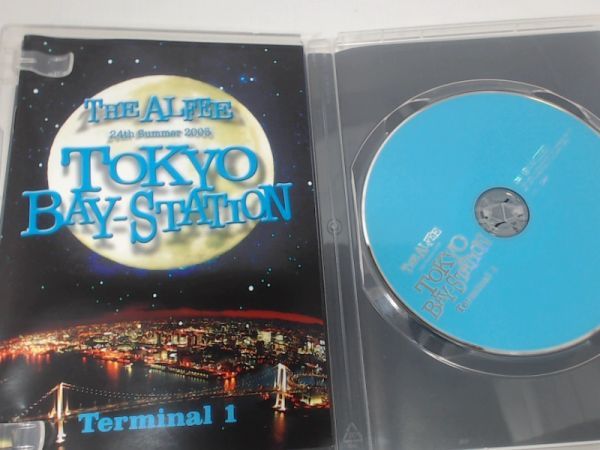 THE ALFEE
24th Summer 2005
TOKYO
BAY-STATION
Terminal 1
THE ALFEE
TOKYO
BAY-STATION
Terminal 1